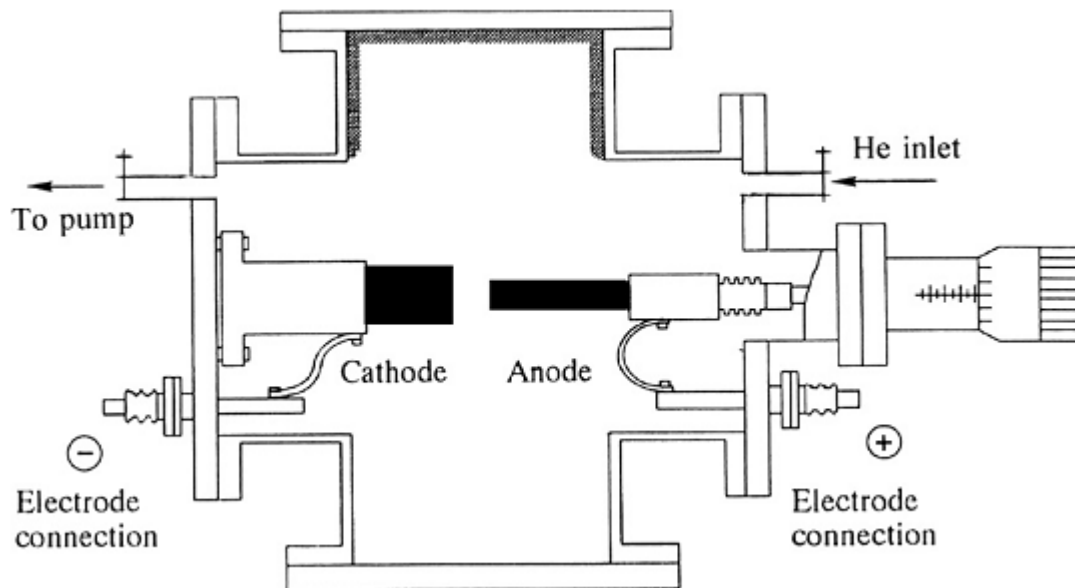 He inlet
To pump
Cathode
Anode
−
+
Electrode
connection
Electrode
connection